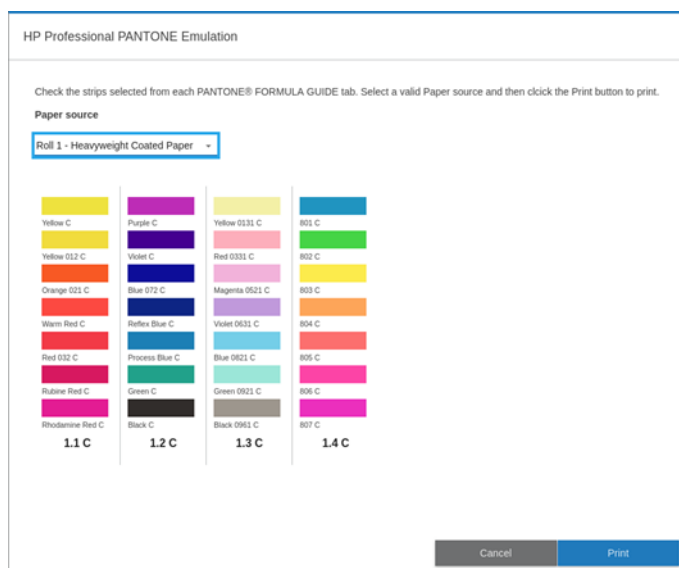 HP Professional PANTONE Emulation
Check the strips selected from each PANTONE® FORMULA GUIDE tab. Select a valid Paper source and then clcick the Print button to print.
Paper source
Roll 1 - Heavyweight Coated Paper
Yellow C
Purple C
Yellow 0131 C
801 C
Yellow 012 C
Violet C
Red 0331 C
802 C
Orange 021 C
Blue 072 C
Magenta 0521 C
803 C
Warm Red C
Reflex Blue C
Violet 0631 C
804 C
Red 032 C
Process Blue C
Blue 0821 C
805 C
Rubine Red C
Green C
Green 0921 C
806 C
Rhodamine Red C
Black C
Black 0961 C
807 C
1.1 C
1.2 C
1.3 C
1.4 C
Cancel
Print